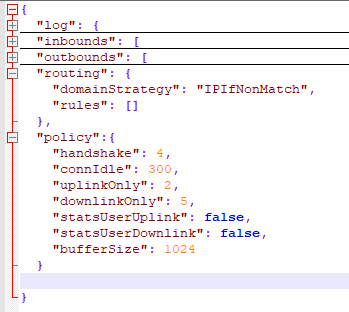 {
"log": {
"inbounds": [
"outbounds": [
"routing": {
"domainStrategy": "IPIfNonMatch",
"rules": []
},
"policy":{
"handshake": 4,
"connIdle": 300,
"uplinkOnly": 2,
"downlinkOnly": 5,
"statsUserUplink": false,
"statsUserDownlink": false,
"bufferSize": 1024
}
}